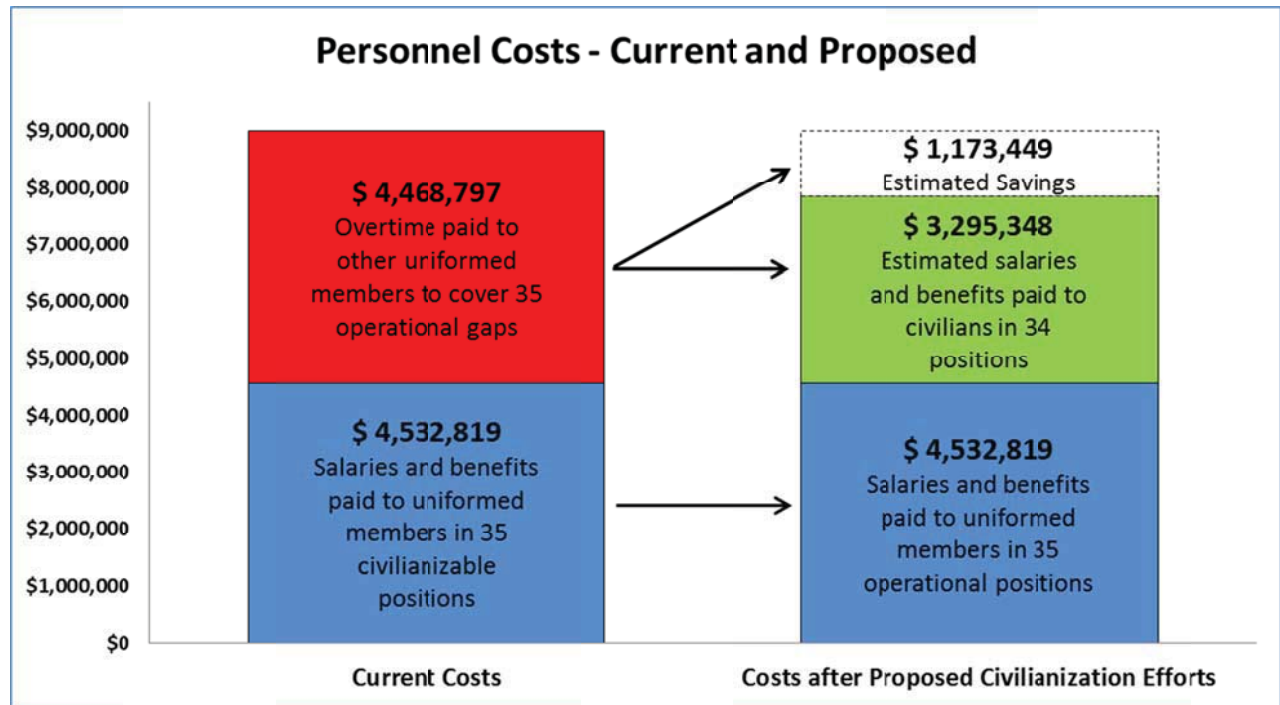 Personnel Costs - Current and Proposed
$9,000,000
$8,000,000
$7,000,000
$6,000,000
$5,000,000
$4,000,000
$3,000,000
$2,000,000
$1,000,000
$0
$ 4,468,797
Overtime paid to
other uniformed
members to cover 35
operational gaps
$ 4,532,819
Salaries and benefits
paid to uniformed
members in 35
civilianizable
positions
Current Costs
$ 1,173,449
Estimated Savings
$ 3,295,348
Estimated salaries
and benefits paid to
civilians in 34
positions
$ 4,532,819
Salaries and benefits
paid to uniformed
members in 35
operational positions
Costs after Proposed Civilianization Efforts